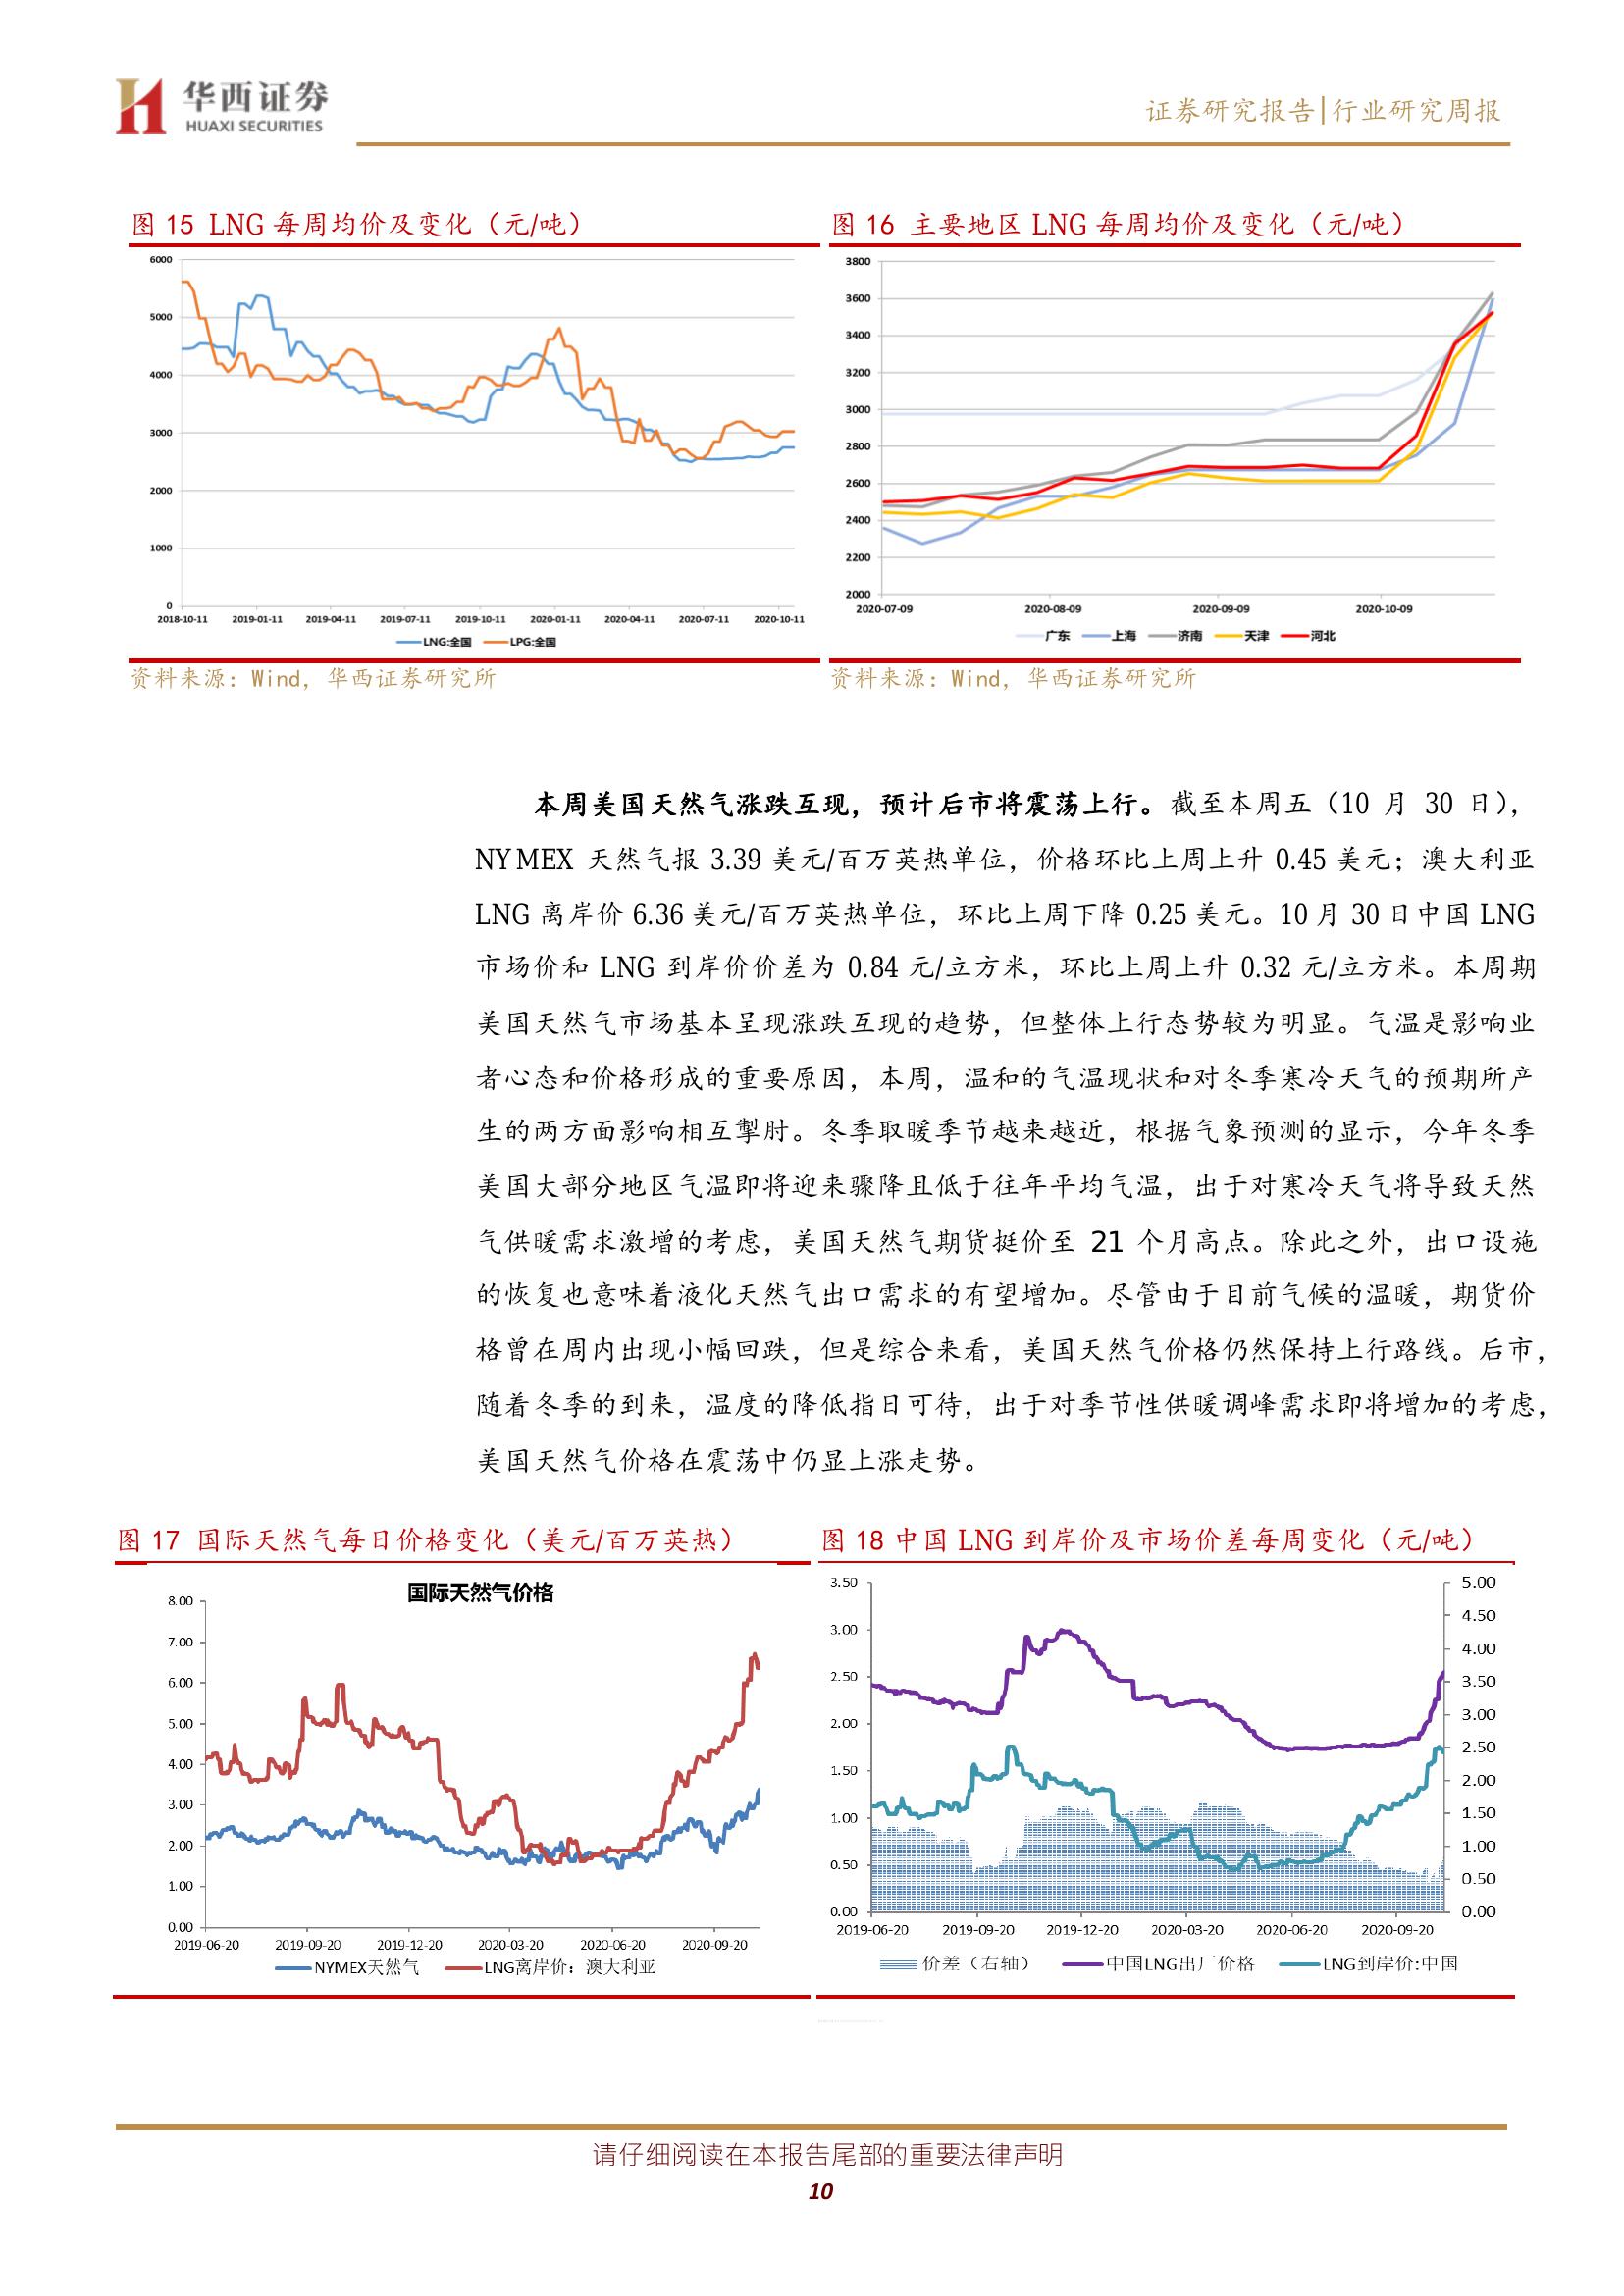 华西证券
HUAXI SECURITIES
证券研究报告|行业研究周报
图 15 LNG 每周均价及变化（元/吨）
6000
5000
4000
3000
2000
1000
0
2018-10-11 2019-01-11 2019-04-11 2019-07-11 2019-10-11 2020-01-11 2020-04-11 2020-07-11 2020-10-11
LNG:全国 LPG:全国
资料来源：Wind，华西证券研究所
图 16 主要地区 LNG 每周均价及变化（元/吨）
3800
3600
3400
3200
3000
2800
2600
2400
2200
2000
2020-07-09 2020-08-09 2020-09-09 2020-10-09
广东 上海 济南 天津 河北
资料来源：Wind，华西证券研究所
本周美国天然气涨跌互现，预计后市将震荡上行。截至本周五（10 月 30 日），
NYMEX 天然气报 3.39 美元/百万英热单位，价格环比上周上升 0.45 美元；澳大利亚
LNG 离岸价 6.36 美元/百万英热单位，环比上周下降 0.25 美元。10 月 30 日中国 LNG
市场价和 LNG 到岸价价差为 0.84 元/立方米，环比上周上升 0.32 元/立方米。本周期
美国天然气市场基本呈现涨跌互现的趋势，但整体上行态势较为明显。气温是影响业
者心态和价格形成的重要原因，本周，温和的气温现状和对冬季寒冷天气的预期所产
生的两方面影响相互掣肘。冬季取暖季节越来越近，根据气象预测的显示，今年冬季
美国大部分地区气温即将迎来骤降且低于往年平均气温，出于对寒冷天气将导致天然
气供暖需求激增的考虑，美国天然气期货挺价至 21 个月高点。除此之外，出口设施
的恢复也意味着液化天然气出口需求的有望增加。尽管由于目前气候的温暖，期货价
格曾在周内出现小幅回跌，但是综合来看，美国天然气价格仍然保持上行路线。后市，
随着冬季的到来，温度的降低指日可待，出于对季节性供暖调峰需求即将增加的考虑，
美国天然气价格在震荡中仍显上涨走势。
图 17 国际天然气每日价格变化（美元/百万英热）
国际天然气价格
8.00
7.00
6.00
5.00
4.00
3.00
2.00
1.00
0.00
2019-06-20 2019-09-20 2019-12-20 2020-03-20 2020-06-20 2020-09-20
NYMEX天然气 LNG离岸价：澳大利亚
图 18 中国 LNG 到岸价及市场价差每周变化（元/吨）
3.50
3.00
2.50
2.00
1.50
1.00
0.50
0.00
5.00
4.50
4.00
3.50
3.00
2.50
2.00
1.50
1.00
0.50
0.00
2019-06-20 2019-09-20 2019-12-20 2020-03-20 2020-06-20 2020-09-20
价差（右轴） 中国LNG出厂价格 LNG到岸价:中国
请仔细阅读在本报告尾部的重要法律声明
10